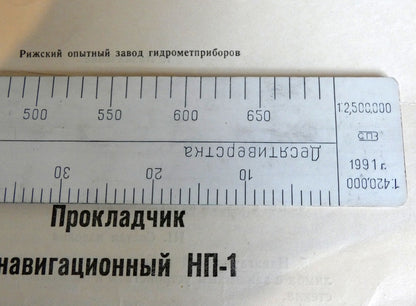 Рижский опытный завод гидрометприборов
500 550 600 650 1:2,500,000
Десятиверстка
1991 г.
30 20 10 1:420,000
Прокладчик
навигационный НП-1